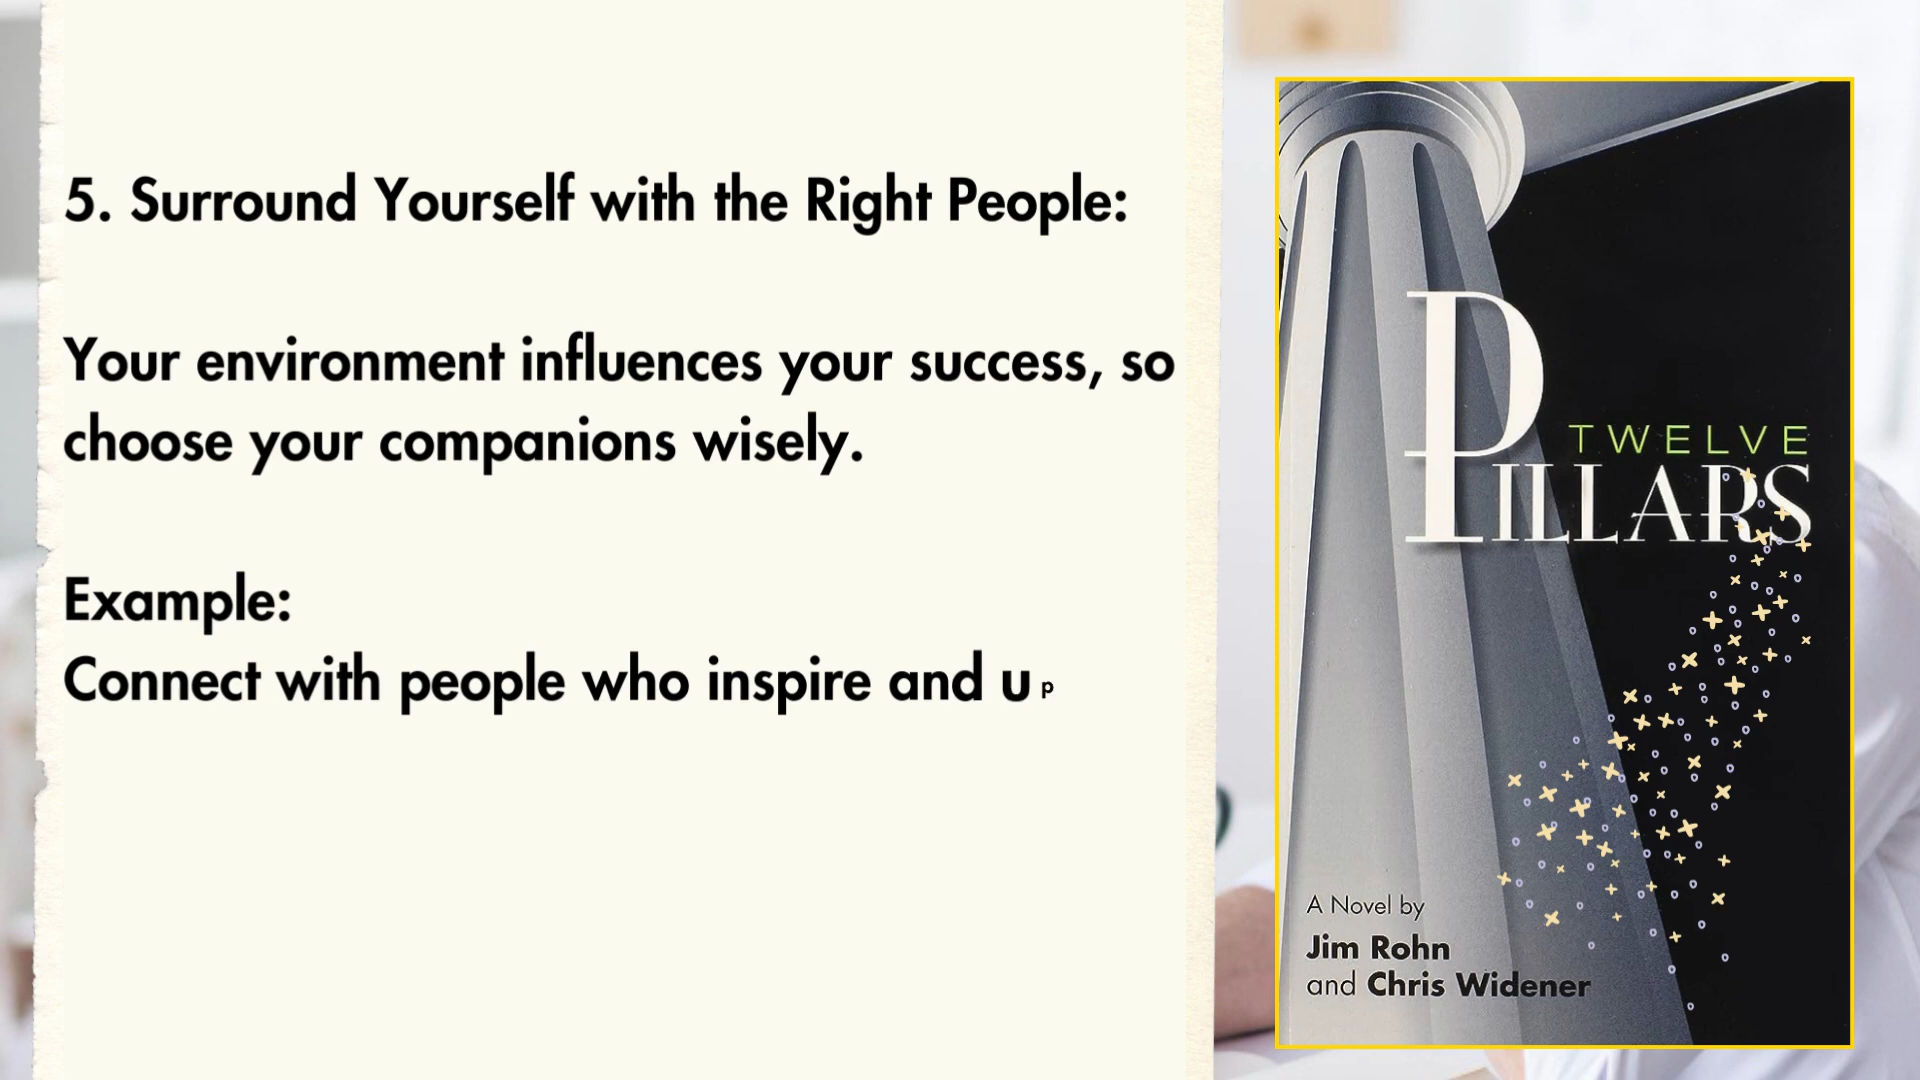 5. Surround Yourself with the Right People:
Your environment influences your success, so
choose your companions wisely.
Example:
Connect with people who inspire and up
TWELVE
PILLARS
A Novel by
Jim Rohn
and Chris Widener